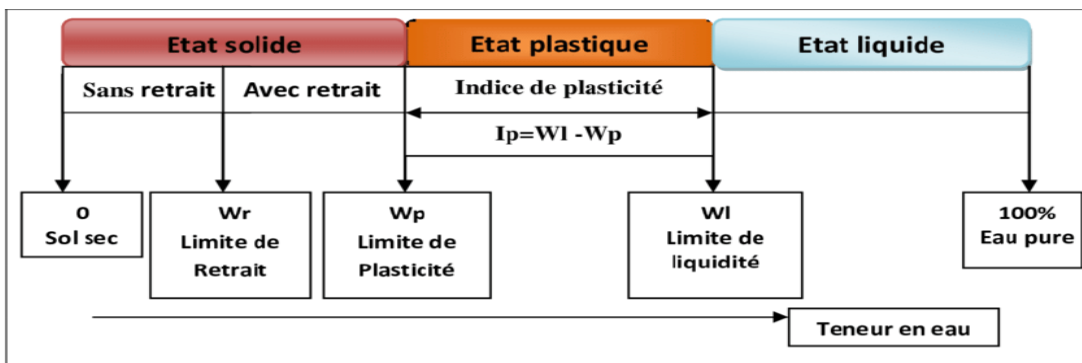 Etat solide
Etat plastique
Etat liquide
Sans retrait
Avec retrait
Indice de plasticité
Ip=Wl -Wp
0
Sol sec
Wr
Limite de
Retrait
Wp
Limite de
Plasticité
Wl
Limite de
liquidité
100%
Eau pure
Teneur en eau